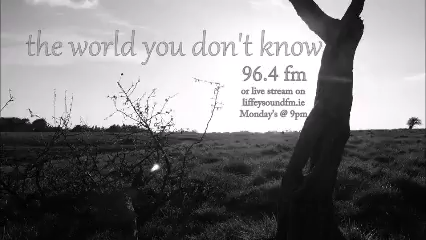 the world you don't know
96.4 fm
or live stream on
liffeysoundfm.ie
Monday's @ 9pm